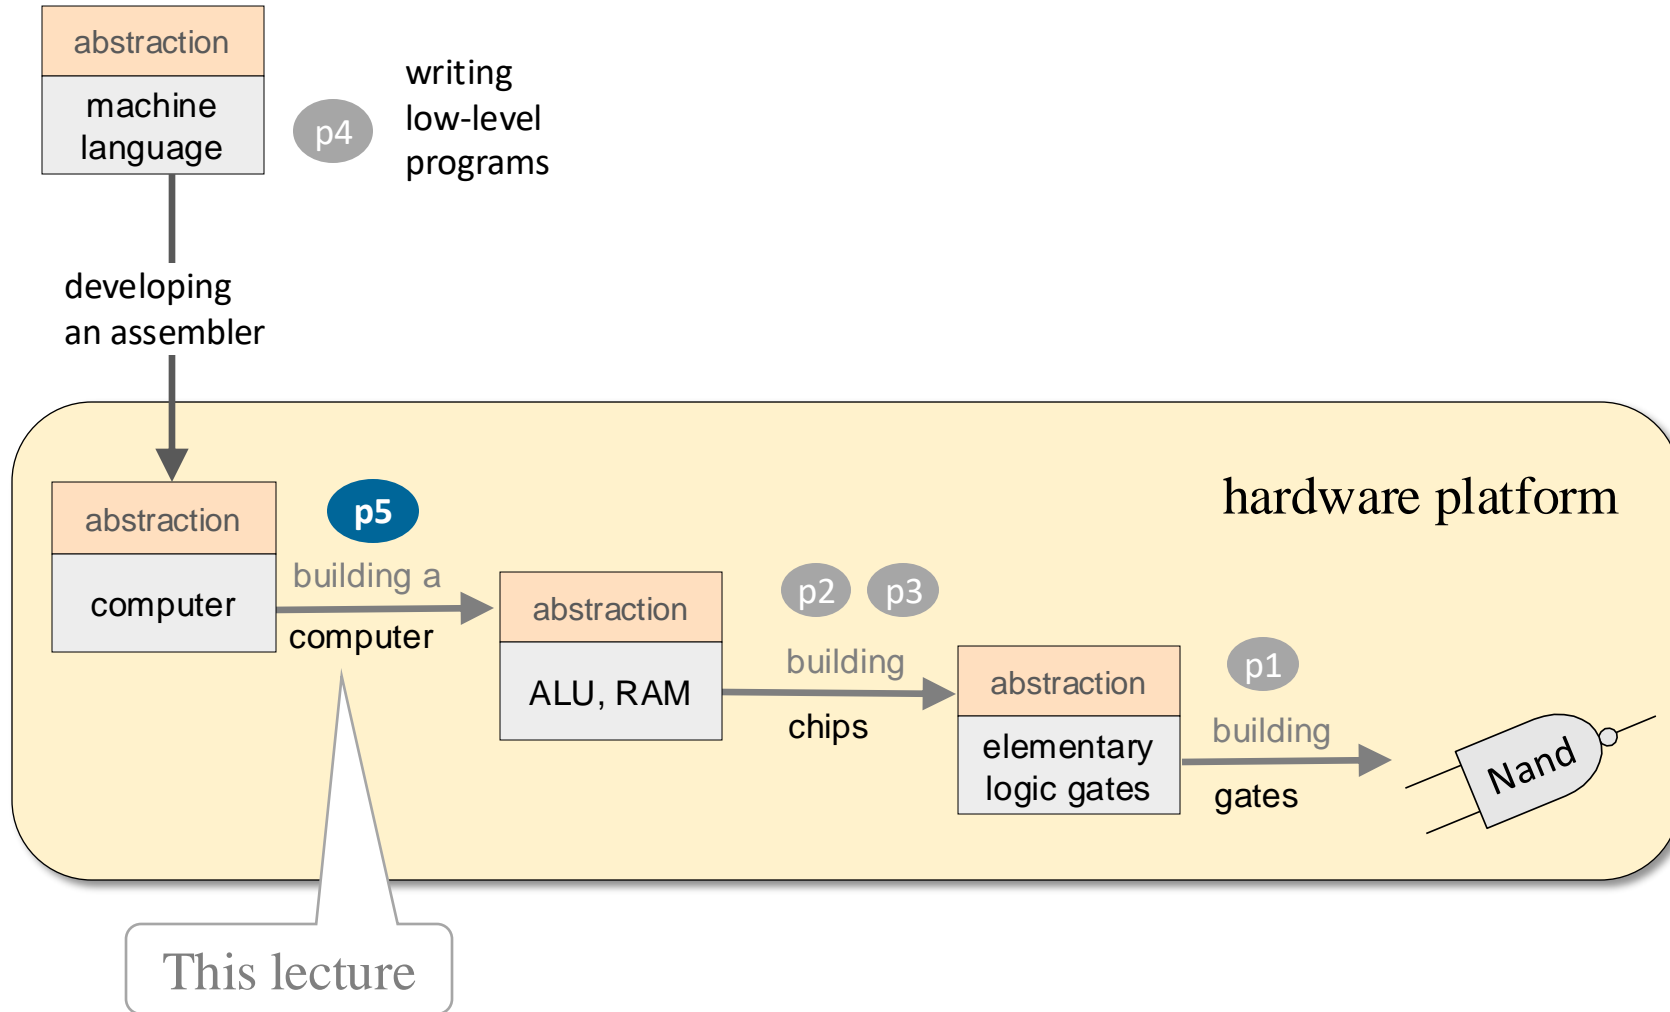 abstraction
machine
language
p4
writing
low-level
programs
developing
an assembler
hardware platform
abstraction
computer
p5
building a
computer
abstraction
ALU, RAM
p2 p3
building
chips
abstraction
elementary
logic gates
p1
building
gates
Nand
This lecture